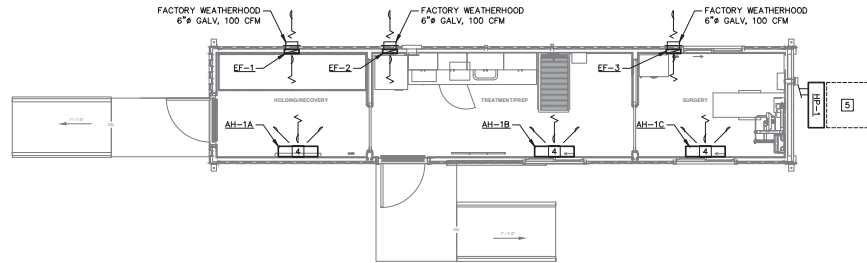 FACTORY WEATHERHOOD
6"ø GALV, 100 CFM
FACTORY WEATHERHOOD
6"ø GALV, 100 CFM
FACTORY WEATHERHOOD
6"ø GALV, 100 CFM
EF-1
EF-2
EF-3
HOLDING/RECOVERY
TREATMENT/PREP
SURGERY
HP-1
5
AH-1A
4
AH-1B
4
AH-1C
4